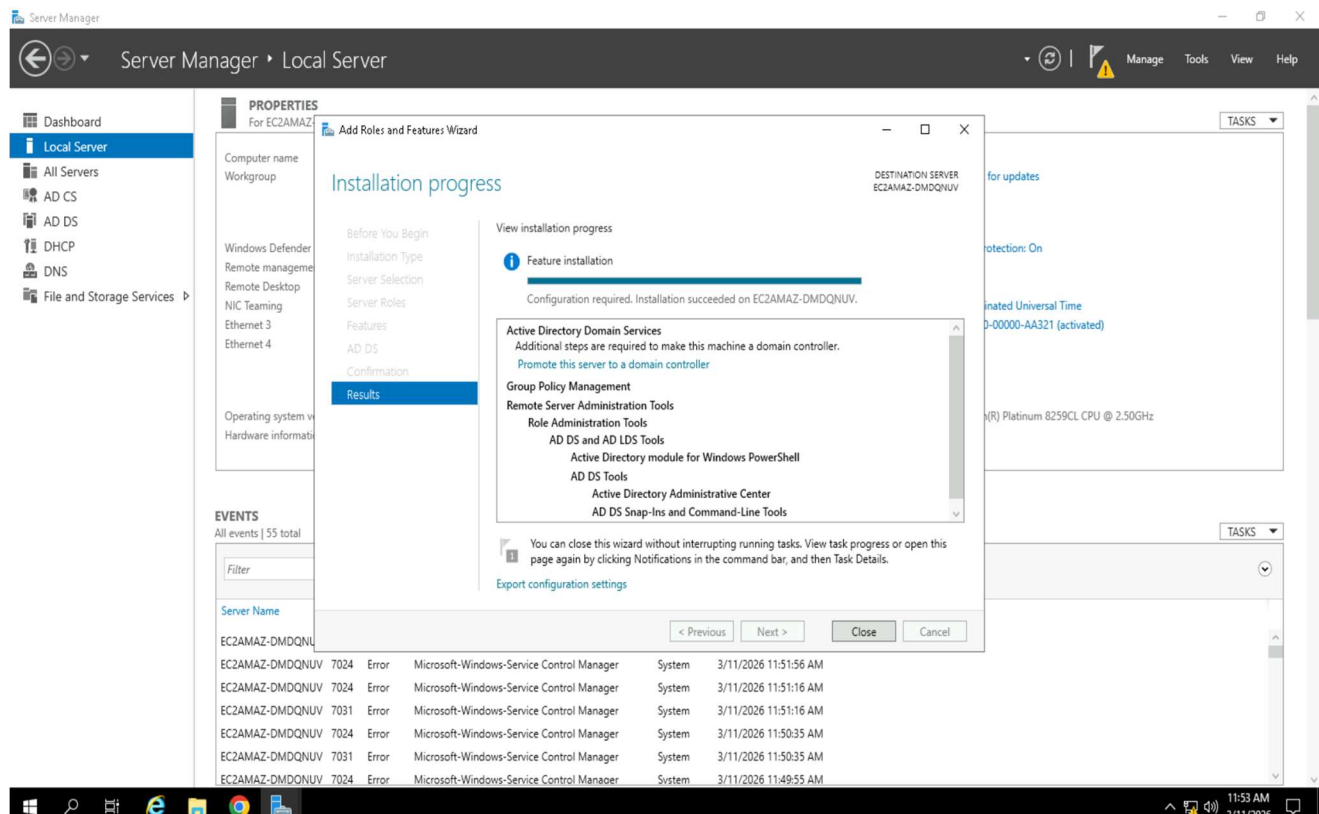 Server Manager
Server Manager ‣ Local Server
Manage Tools View Help
Dashboard
Local Server
All Servers
AD CS
AD DS
DHCP
DNS
File and Storage Services
PROPERTIES
For EC2AMAZ-
TASKS
Computer name
Workgroup
for updates
Windows Defender
Remote manageme
Remote Desktop
NIC Teaming
Ethernet 3
Ethernet 4
rotection: On
inated Universal Time
0-00000-AA321 (activated)
Operating system v
Hardware informati
(R) Platinum 8259CL CPU @ 2.50GHz
Add Roles and Features Wizard
Installation progress
DESTINATION SERVER
EC2AMAZ-DMDQNUV
Before You Begin
Installation Type
Server Selection
Server Roles
Features
AD DS
Confirmation
Results
View installation progress
Feature installation
Configuration required. Installation succeeded on EC2AMAZ-DMDQNUV.
Active Directory Domain Services
Additional steps are required to make this machine a domain controller.
Promote this server to a domain controller
Group Policy Management
Remote Server Administration Tools
Role Administration Tools
AD DS and AD LDS Tools
Active Directory module for Windows PowerShell
AD DS Tools
Active Directory Administrative Center
AD DS Snap-Ins and Command-Line Tools
1
You can close this wizard without interrupting running tasks. View task progress or open this
page again by clicking Notifications in the command bar, and then Task Details.
Export configuration settings
< Previous Next > Close Cancel
EVENTS
All events | 55 total
TASKS
Filter
Server Name
EC2AMAZ-DMDQNU
EC2AMAZ-DMDQNUV 7024 Error Microsoft-Windows-Service Control Manager System 3/11/2026 11:51:56 AM
EC2AMAZ-DMDQNUV 7024 Error Microsoft-Windows-Service Control Manager System 3/11/2026 11:51:16 AM
EC2AMAZ-DMDQNUV 7031 Error Microsoft-Windows-Service Control Manager System 3/11/2026 11:51:16 AM
EC2AMAZ-DMDQNUV 7024 Error Microsoft-Windows-Service Control Manager System 3/11/2026 11:50:35 AM
EC2AMAZ-DMDQNUV 7031 Error Microsoft-Windows-Service Control Manager System 3/11/2026 11:50:35 AM
EC2AMAZ-DMDQNUV 7024 Error Microsoft-Windows-Service Control Manager System 3/11/2026 11:49:55 AM
11:53 AM
3/11/2026